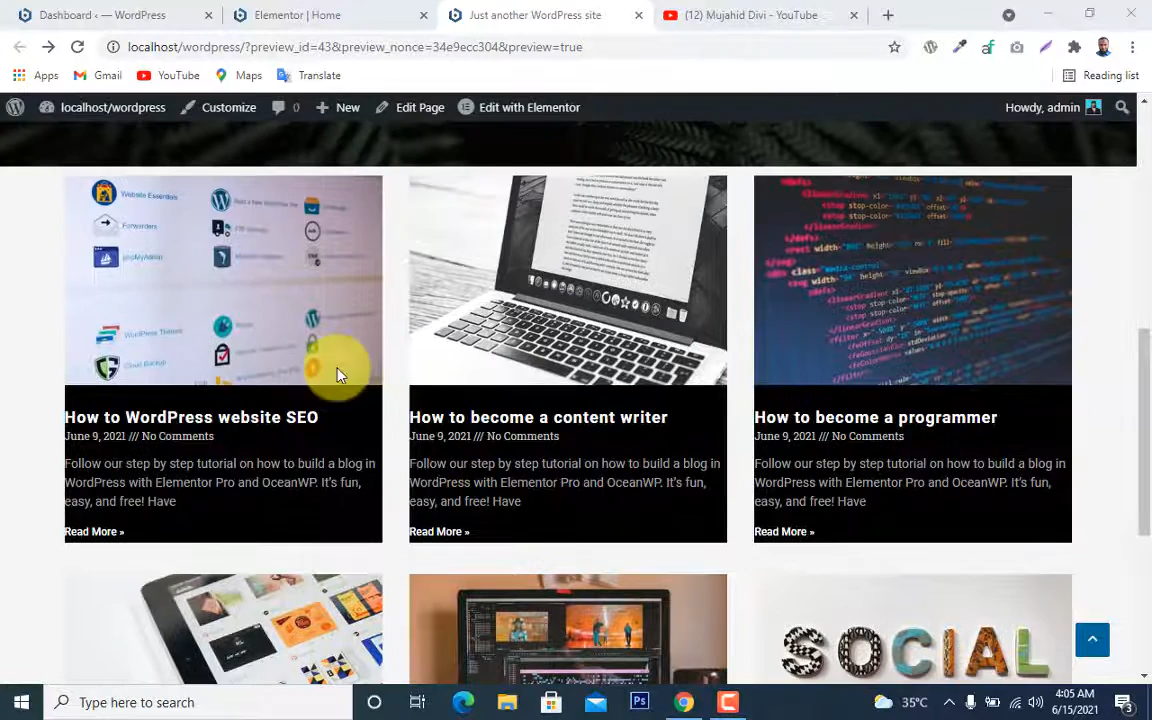 Dashboard ‹ — WordPress
Elementor | Home
Just another WordPress site
(12) Mujahid Divi - YouTube
localhost/wordpress/?preview_id=43&preview_nonce=34e9ecc304&preview=true
Apps
Gmail
YouTube
Maps
Translate
Reading list
localhost/wordpress
Customize
0
New
Edit Page
Edit with Elementor
Howdy, admin
Website Essentials
Forwarders
phpMyAdmin
Cloud Backup
How to WordPress website SEO
June 9, 2021 /// No Comments
Follow our step by step tutorial on how to build a blog in
WordPress with Elementor Pro and OceanWP. It's fun,
easy, and free! Have
Read More »
How to become a content writer
June 9, 2021 /// No Comments
Follow our step by step tutorial on how to build a blog in
WordPress with Elementor Pro and OceanWP. It's fun,
easy, and free! Have
Read More »
How to become a programmer
June 9, 2021 /// No Comments
Follow our step by step tutorial on how to build a blog in
WordPress with Elementor Pro and OceanWP. It's fun,
easy, and free! Have
Read More »
SOCIAL
Type here to search
Ps
35°C
4:05 AM
6/15/2021
3